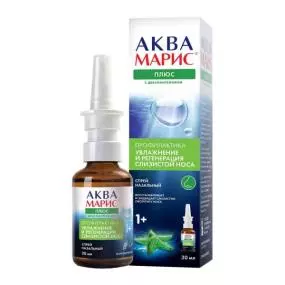 АКВА
МАРИС®
ПЛЮС
с декспантенолом
ПРОФИЛАКТИКА
УВЛАЖНЕНИЕ
И РЕГЕНЕРАЦИЯ
СЛИЗИСТОЙ НОСА
СПРЕЙ
НАЗАЛЬНЫЙ
1+
30 мл
АКВА
МАРИС
ПЛЮС
ПРОФИЛАКТИКА
УВЛАЖНЕНИЕ
И РЕГЕНЕРАЦИЯ
СЛИЗИСТОЙ НОСА
СПРЕЙ
НАЗАЛЬНЫЙ
30 мл